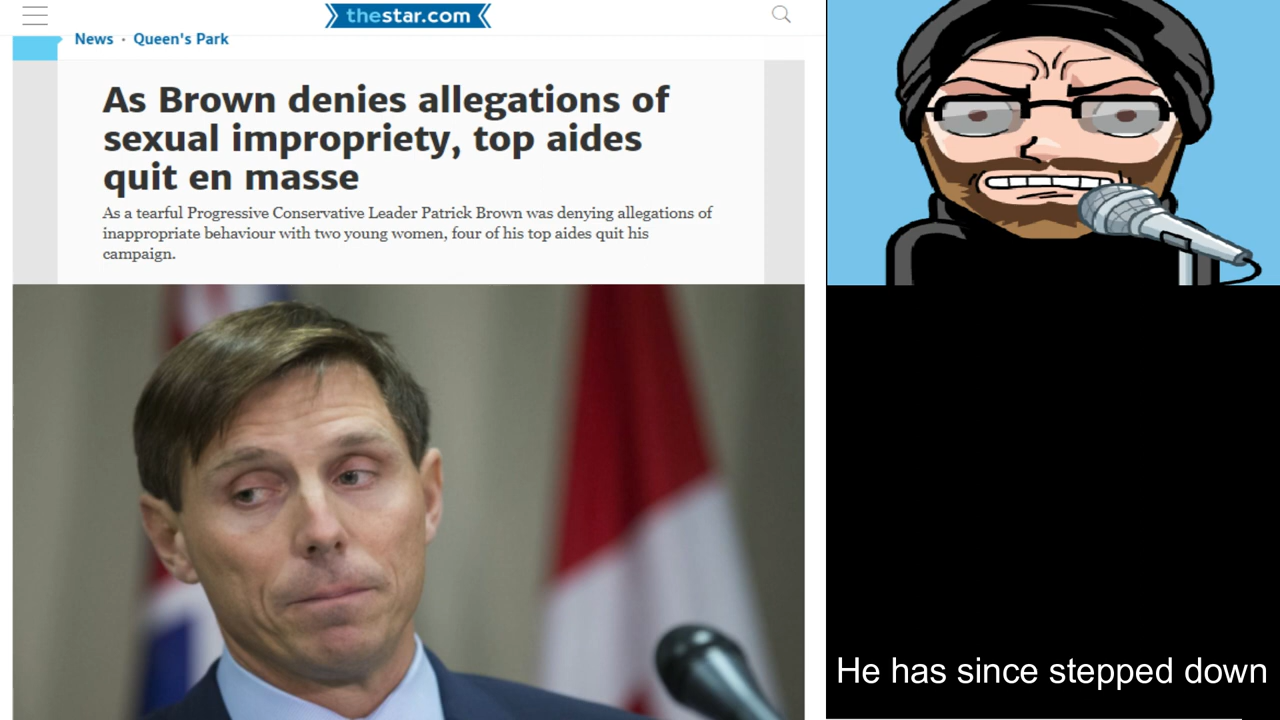 thestar.com
News • Queen's Park
As Brown denies allegations of
sexual impropriety, top aides
quit en masse
As a tearful Progressive Conservative Leader Patrick Brown was denying allegations of
inappropriate behaviour with two young women, four of his top aides quit his
campaign.
He has since stepped down